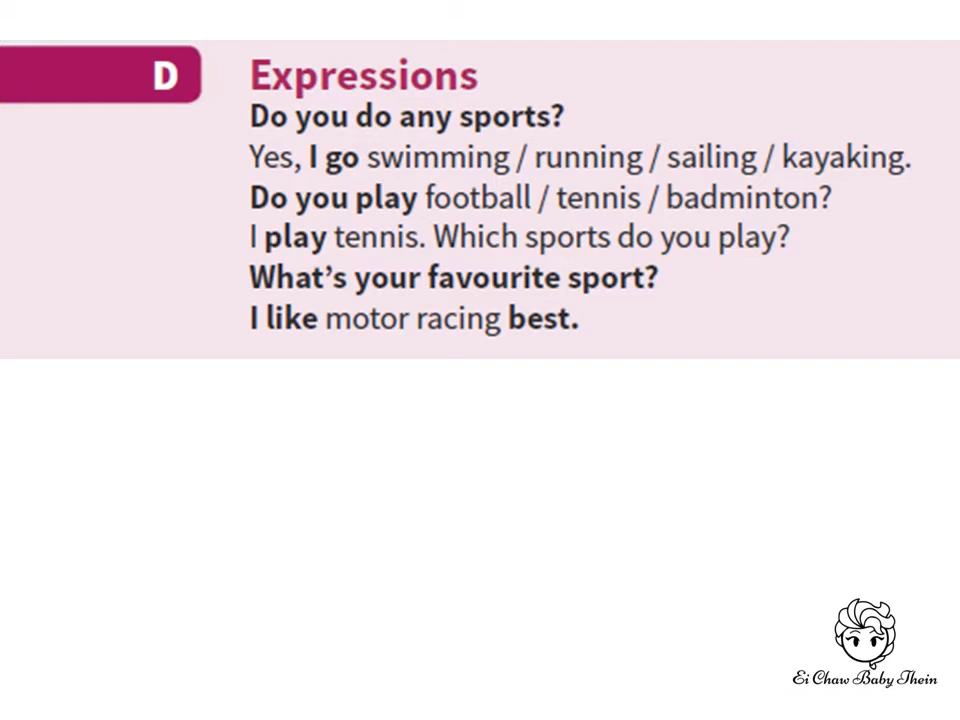 D
Expressions
Do you do any sports?
Yes, I go swimming / running / sailing / kayaking.
Do you play football / tennis / badminton?
I play tennis. Which sports do you play?
What's your favourite sport?
I like motor racing best.
Ei Chaw Baby Thein